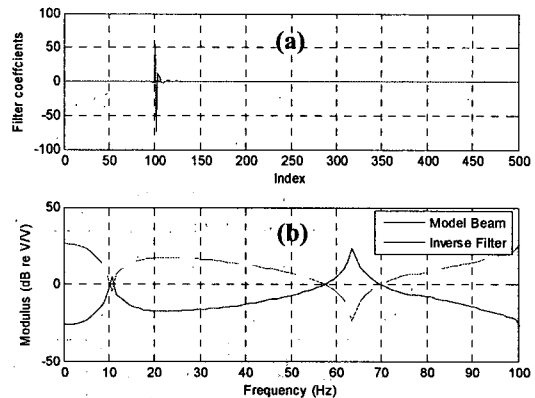 (a)
Filter coeffcients
100
50
0
-50
-100
0 50 100 150 200 250 300 350 400 450 500
Index
(b)
Model Beam
Inverse Filter
Modulus (dB re V/V)
50
0
-50
0 10 20 30 40 50 60 70 80 90 100
Frequency (Hz)